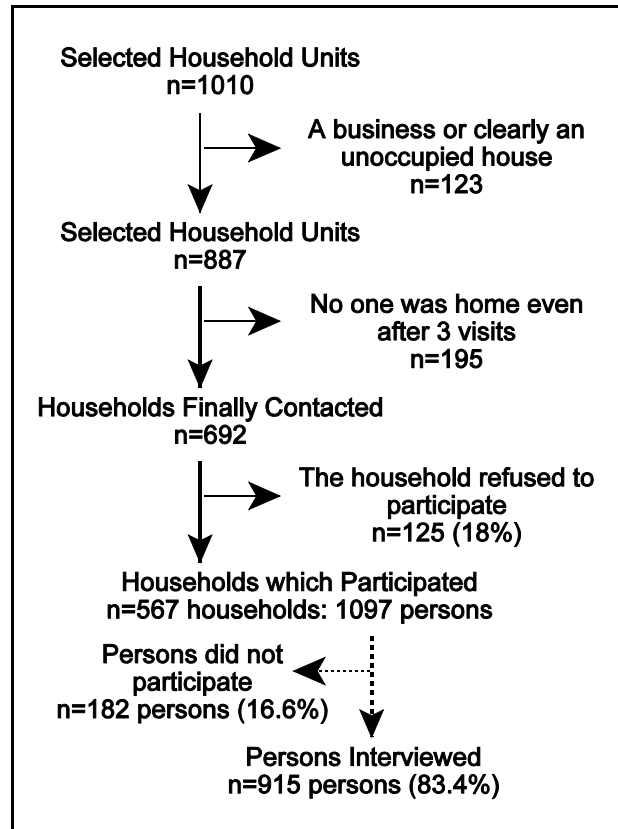 Selected Household Units
n=1010
A business or clearly an
unoccupied house
n=123
Selected Household Units
n=887
No one was home even
after 3 visits
n=195
Households Finally Contacted
n=692
The household refused to
participate
n=125 (18%)
Households which Participated
n=567 households: 1097 persons
Persons did not
participate
n=182 persons (16.6%)
Persons Interviewed
n=915 persons (83.4%)